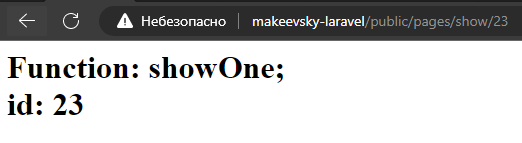 Небезопасно makeevsky-laravel/public/pages/show/23
Function: showOne;
id: 23